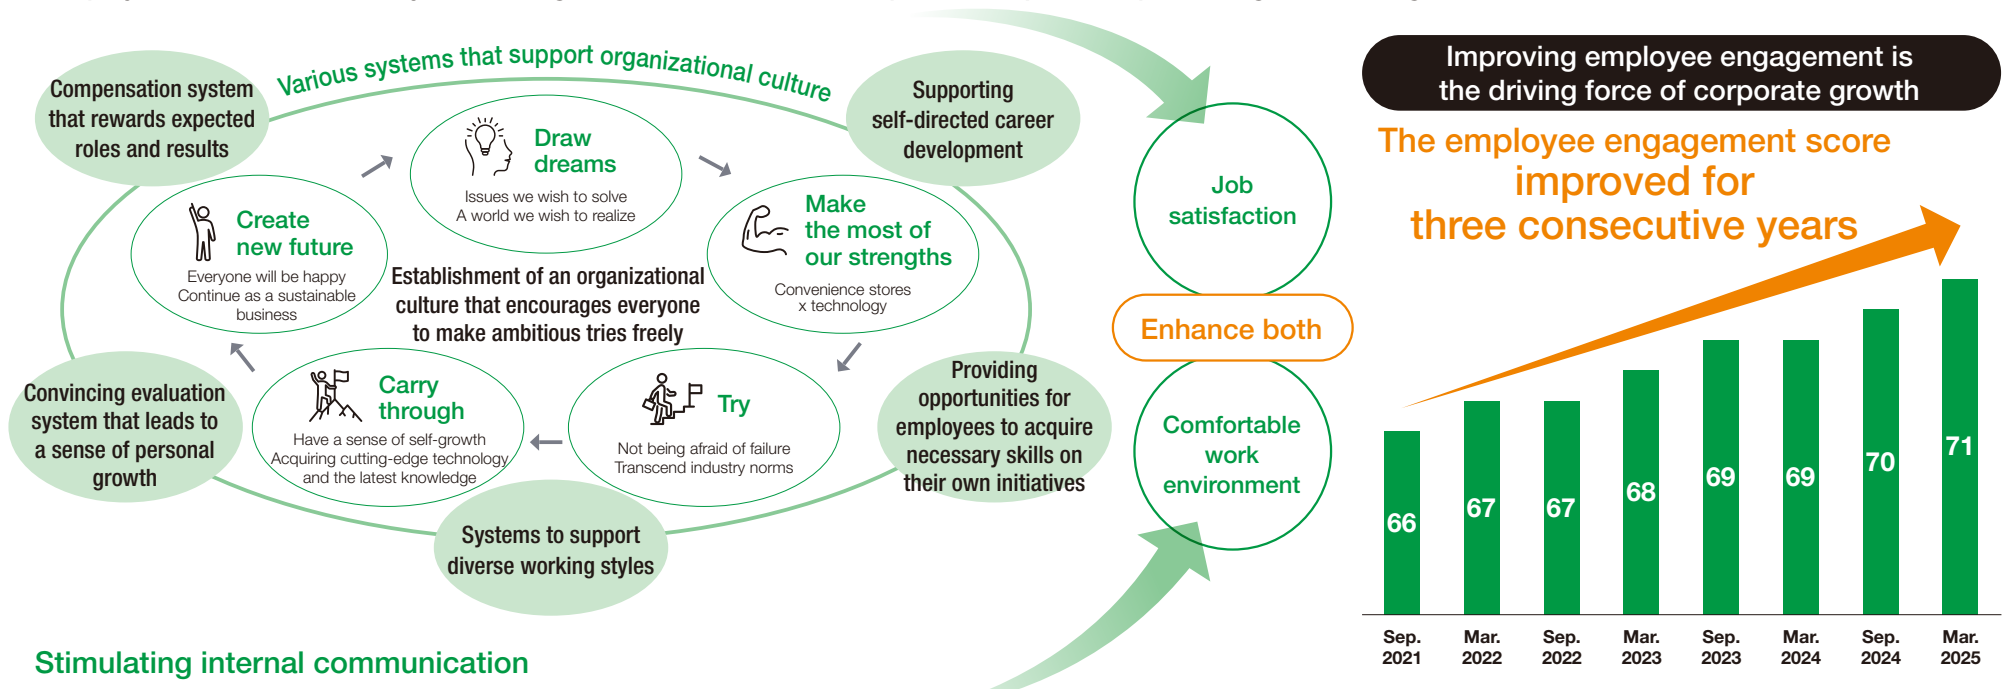 Various systems that support organizational culture
Compensation system
that rewards expected
roles and results
Supporting
self-directed career
development
Draw
dreams
Issues we wish to solve
A world we wish to realize
Create
new future
Everyone will be happy
Continue as a sustainable
business
Make
the most of
our strengths
Convenience stores
x technology
Establishment of an organizational
culture that encourages everyone
to make ambitious tries freely
Convincing evaluation
system that leads to
a sense of personal
growth
Carry
through
Have a sense of self-growth
Acquiring cutting-edge technology
and the latest knowledge
Try
Not being afraid of failure
Transcend industry norms
Providing
opportunities for
employees to acquire
necessary skills on
their own initiatives
Systems to support
diverse working styles
Stimulating internal communication
Job
satisfaction
Enhance both
Comfortable
work
environment
Improving employee engagement is
the driving force of corporate growth
The employee engagement score
improved for
three consecutive years
66
67
67
68
69
69
70
71
Sep.
2021
Mar.
2022
Sep.
2022
Mar.
2023
Sep.
2023
Mar.
2024
Sep.
2024
Mar.
2025